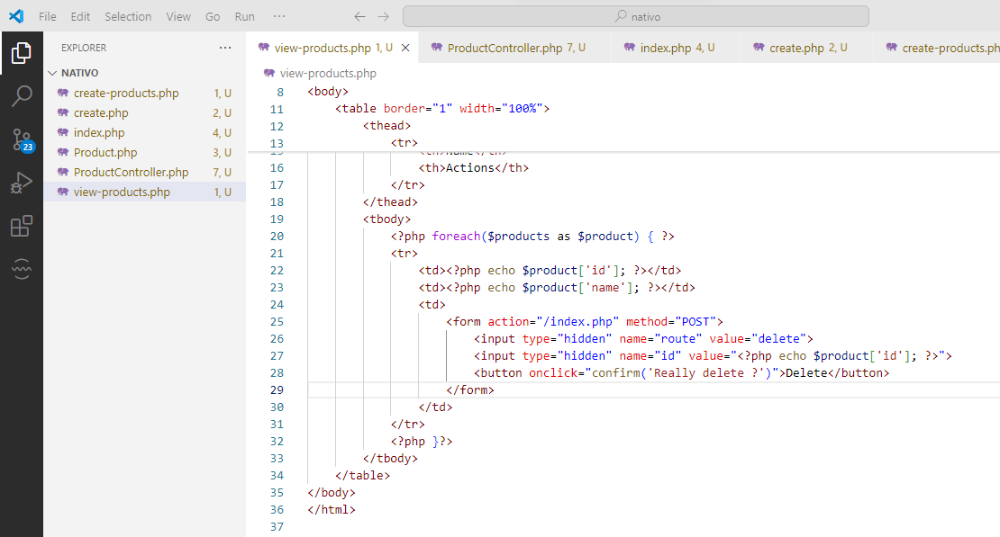 File Edit Selection View Go Run ··· ← → nativo
EXPLORER ···
NATIVO
create-products.php 1, U
create.php 2, U
index.php 4, U
Product.php 3, U
ProductController.php 7, U
view-products.php 1, U
23
view-products.php 1, U ProductController.php 7, U index.php 4, U create.php 2, U create-products.ph
view-products.php
8 <body>
11 <table border="1" width="100%">
12 <thead>
13 <tr>
15 <th>Name</th>
16 <th>Actions</th>
17 </tr>
18 </thead>
19 <tbody>
20 <?php foreach($products as $product) { ?>
21 <tr>
22 <td><?php echo $product['id']; ?></td>
23 <td><?php echo $product['name']; ?></td>
24 <td>
25 <form action="/index.php" method="POST">
26 <input type="hidden" name="route" value="delete">
27 <input type="hidden" name="id" value="<?php echo $product['id']; ?>">
28 <button onclick="confirm('Really delete ?')">Delete</button>
29 </form>
30 </td>
31 </tr>
32 <?php }?>
33 </tbody>
34 </table>
35 </body>
36 </html>
37